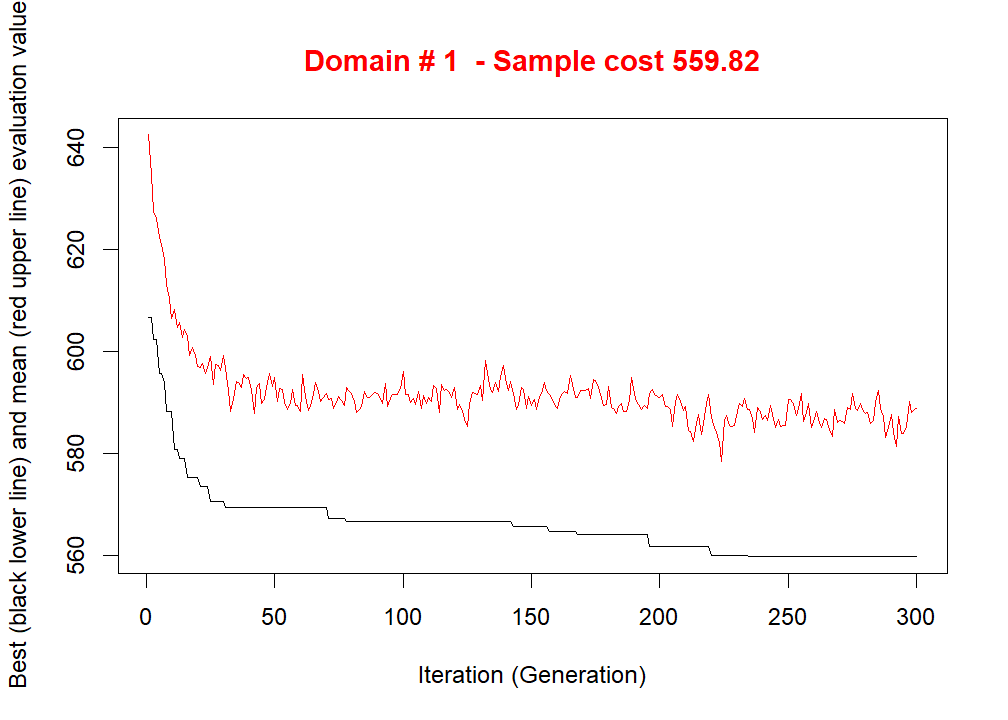 Domain # 1  - Sample cost 559.82
Best (black lower line) and mean (red upper line) evaluation value
640
620
600
580
560
0 50 100 150 200 250 300
Iteration (Generation)